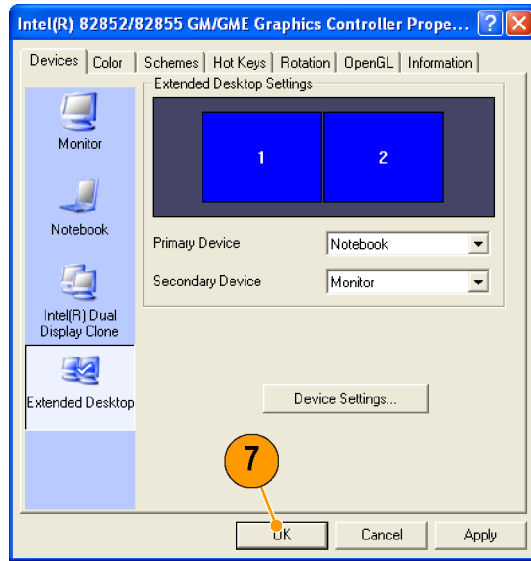 Intel(R) 82852/82855 GM/GME Graphics Controller Prope...
Devices Color Schemes Hot Keys Rotation OpenGL Information
Extended Desktop Settings
Monitor
1 2
Notebook
Primary Device Notebook
Secondary Device Monitor
Intel(R) Dual
Display Clone
Extended Desktop
Device Settings...
7
OK Cancel Apply